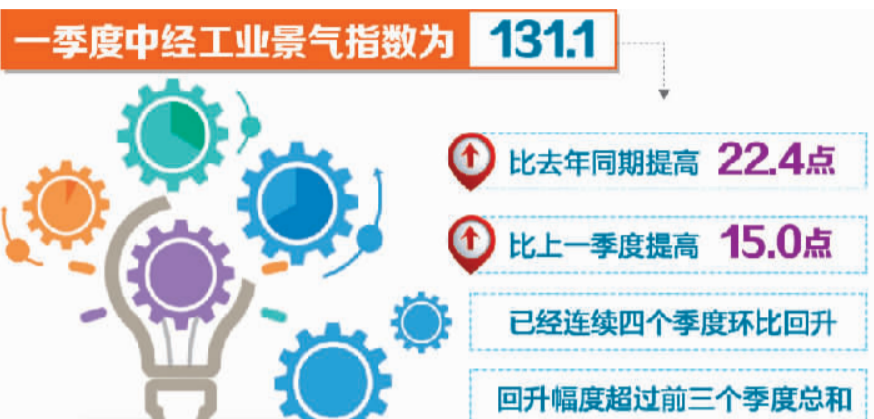 一季度中经工业景气指数为 131.1
比去年同期提高 22.4点
比上一季度提高 15.0点
已经连续四个季度环比回升
回升幅度超过前三个季度总和